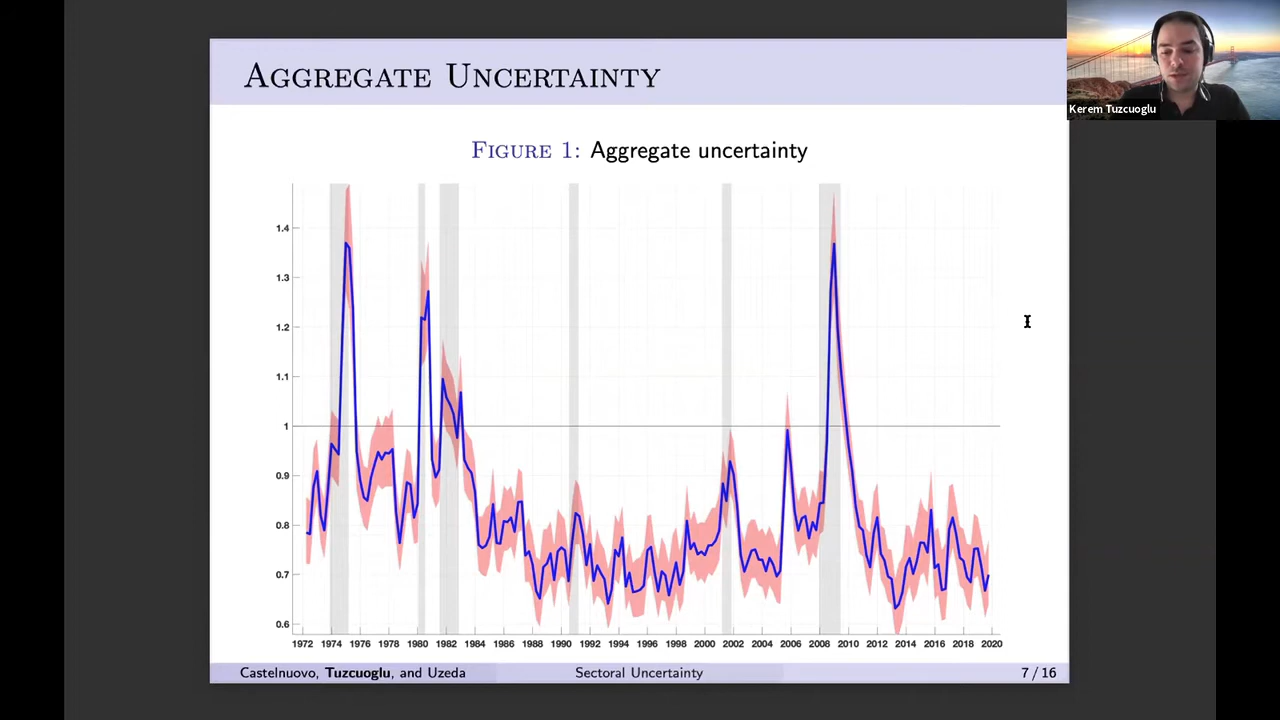 AGGREGATE UNCERTAINTY
Kerem Tuzcuoglu
FIGURE 1: Aggregate uncertainty
1.4
1.3
1.2
1.1
1
0.9
0.8
0.7
0.6
1972 1974 1976 1978 1980 1982 1984 1986 1988 1990 1992 1994 1996 1998 2000 2002 2004 2006 2008 2010 2012 2014 2016 2018 2020
Castelnuovo, Tuzcuoglu, and Uzeda Sectoral Uncertainty 7 / 16